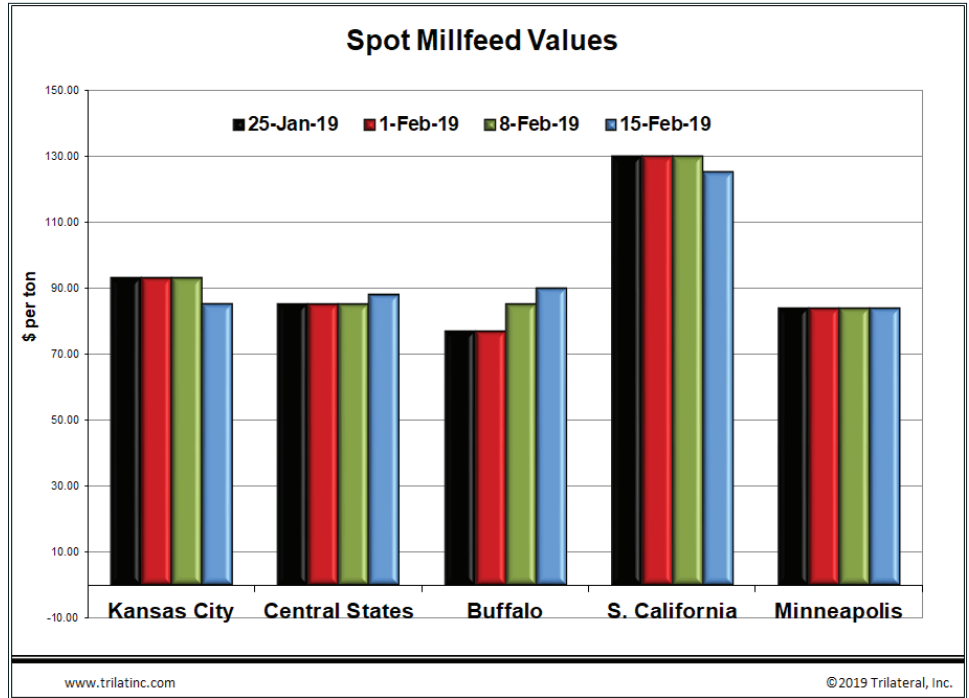 Spot Millfeed Values
150.00
25-Jan-19 1-Feb-19 8-Feb-19 15-Feb-19
130.00
110.00
90.00
$ per ton
70.00
50.00
30.00
10.00
Kansas City Central States Buffalo S. California Minneapolis
-10.00
www.trilatinc.com ©2019 Trilateral, Inc.